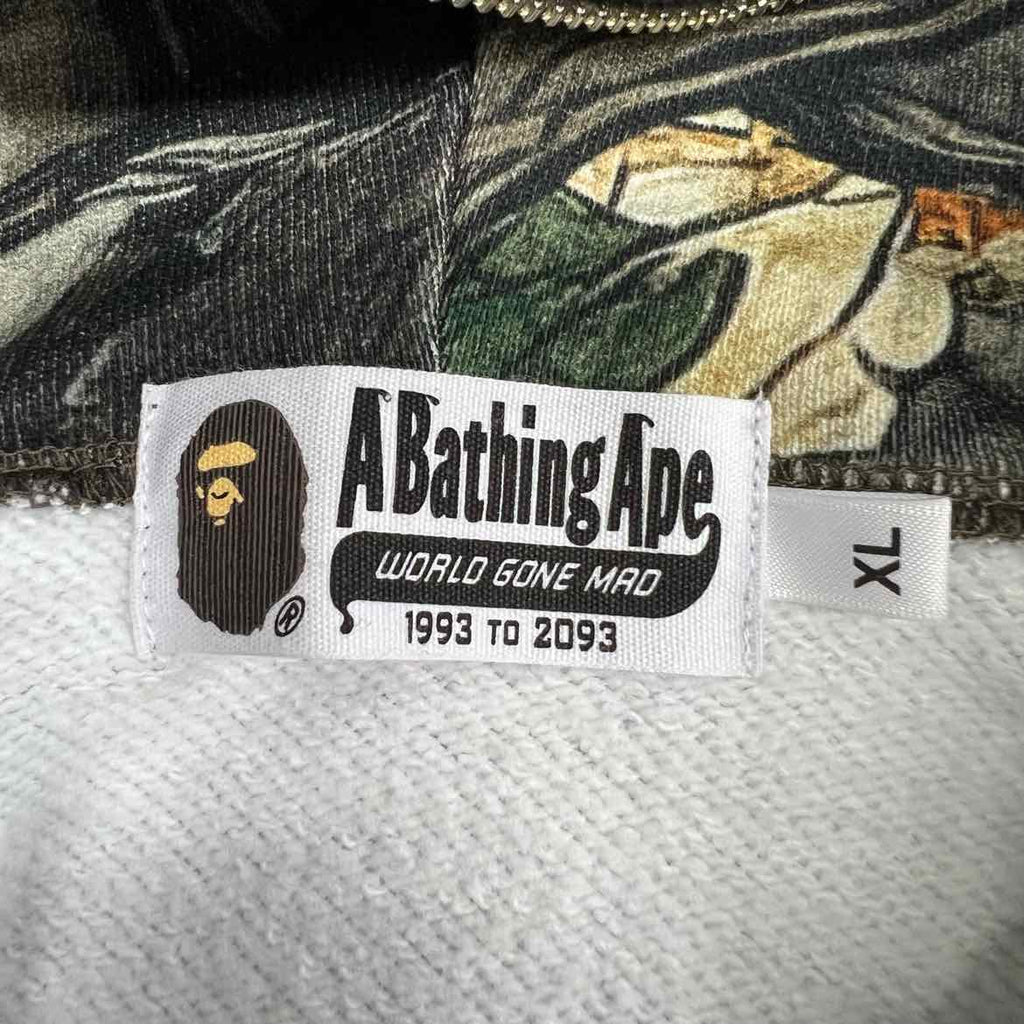 A Bathing Ape
WORLD GONE MAD
1993 TO 2093
®
XL